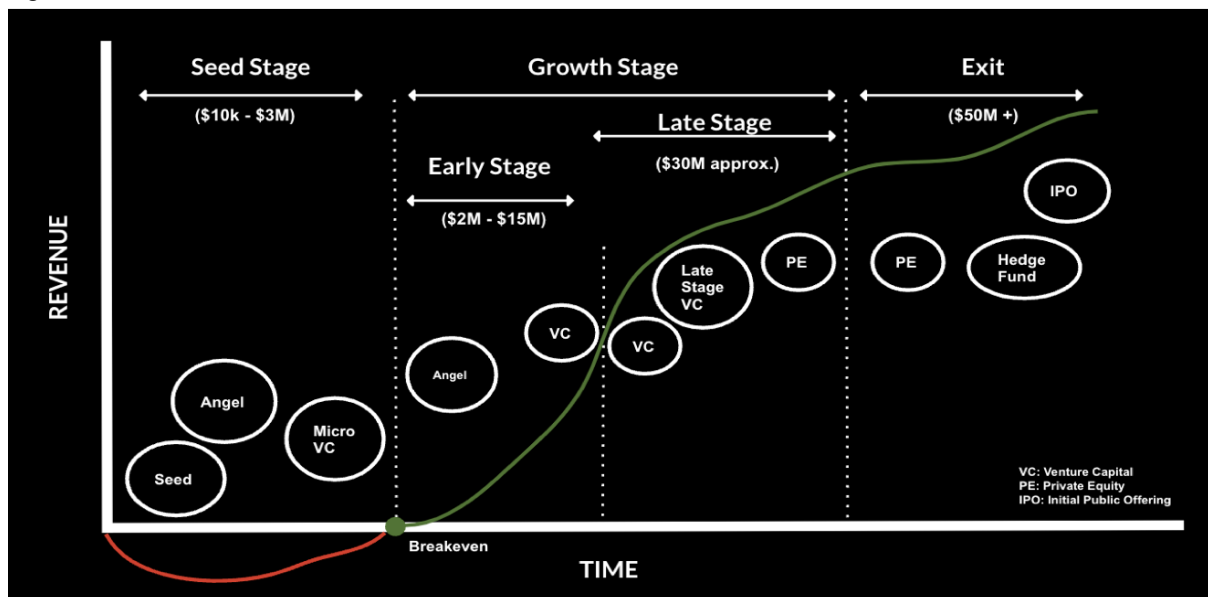 Seed Stage
($10k - $3M)
Growth Stage
Exit
($50M +)
Late Stage
($30M approx.)
Early Stage
($2M - $15M)
REVENUE
IPO
PE
PE
Hedge
Fund
Late
Stage
VC
VC
VC
Angel
Angel
Micro
VC
Seed
VC: Venture Capital
PE: Private Equity
IPO: Initial Public Offering
Breakeven
TIME